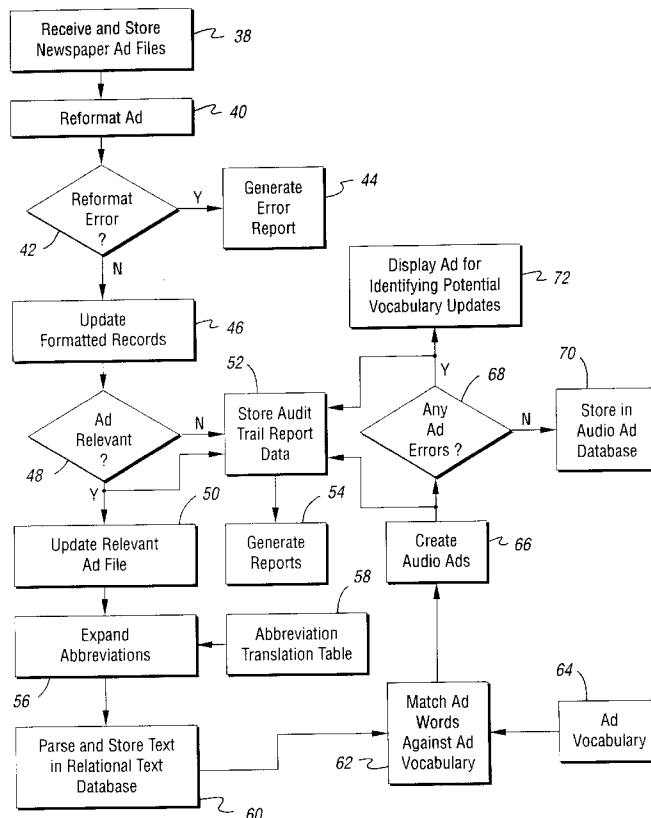 Receive and Store
Newspaper Ad Files
38
Reformat Ad
40
Reformat
Error
?
42
Y
N
Generate
Error
Report
44
Update
Formatted Records
46
Ad
Relevant
?
48
N
Y
Store Audit
Trail Report
Data
52
Generate
Reports
54
Update Relevant
Ad File
50
Expand
Abbreviations
56
Abbreviation
Translation Table
58
Parse and Store Text
in Relational Text
Database
60
Match Ad
Words
Against Ad
Vocabulary
62
Ad
Vocabulary
64
Create
Audio Ads
66
Any
Ad
Errors ?
68
Y
N
Store in
Audio Ad
Database
70
Display Ad for
Identifying Potential
Vocabulary Updates
72